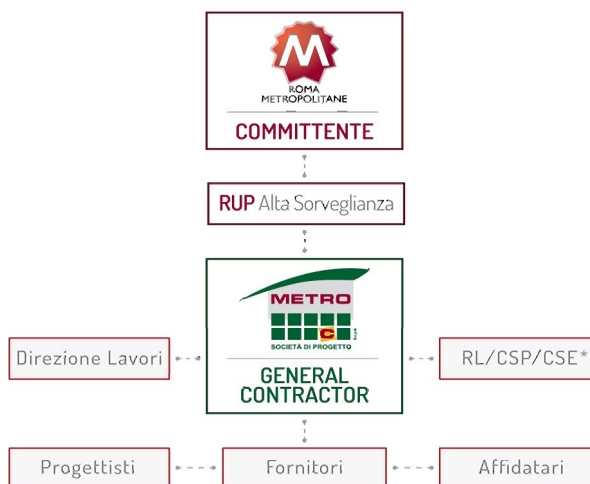 M
ROMA
METROPOLITANE
COMMITTENTE
RUP Alta Sorveglianza
METRO
C
S.c.p.A.
SOCIETÀ DI PROGETTO
Direzione Lavori
GENERAL
CONTRACTOR
RL/CSP/CSE*
Progettisti
Fornitori
Affidatari